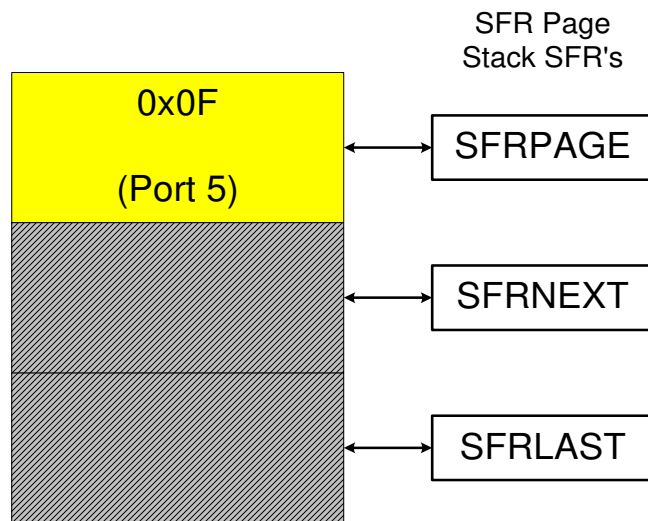 SFR Page
Stack SFR's
0x0F
(Port 5)
SFRPAGE
SFRNEXT
SFRLAST